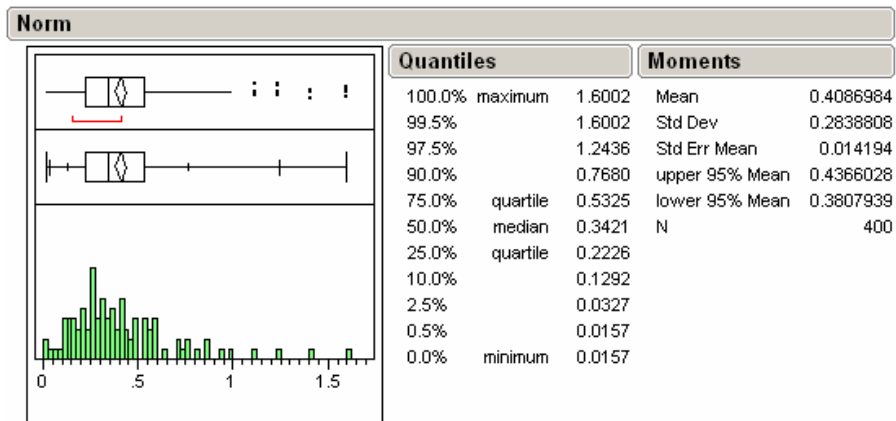 Norm
0 .5 1 1.5
Quantiles
100.0% maximum 1.6002
99.5% 1.6002
97.5% 1.2436
90.0% 0.7680
75.0% quartile 0.5325
50.0% median 0.3421
25.0% quartile 0.2226
10.0% 0.1292
2.5% 0.0327
0.5% 0.0157
0.0% minimum 0.0157
Moments
Mean 0.4086984
Std Dev 0.2838808
Std Err Mean 0.014194
upper 95% Mean 0.4366028
lower 95% Mean 0.3807939
N 400